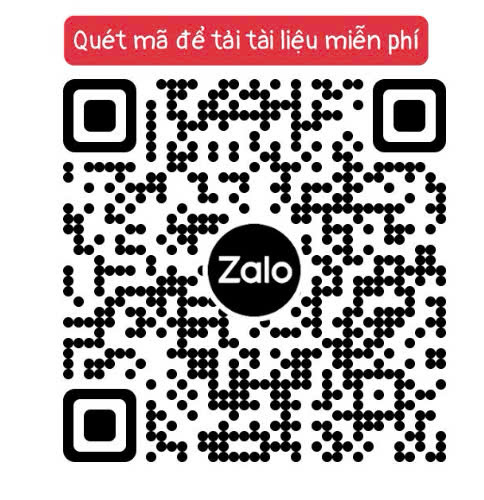 Quét mã để tải tài liệu miễn phí
Zalo